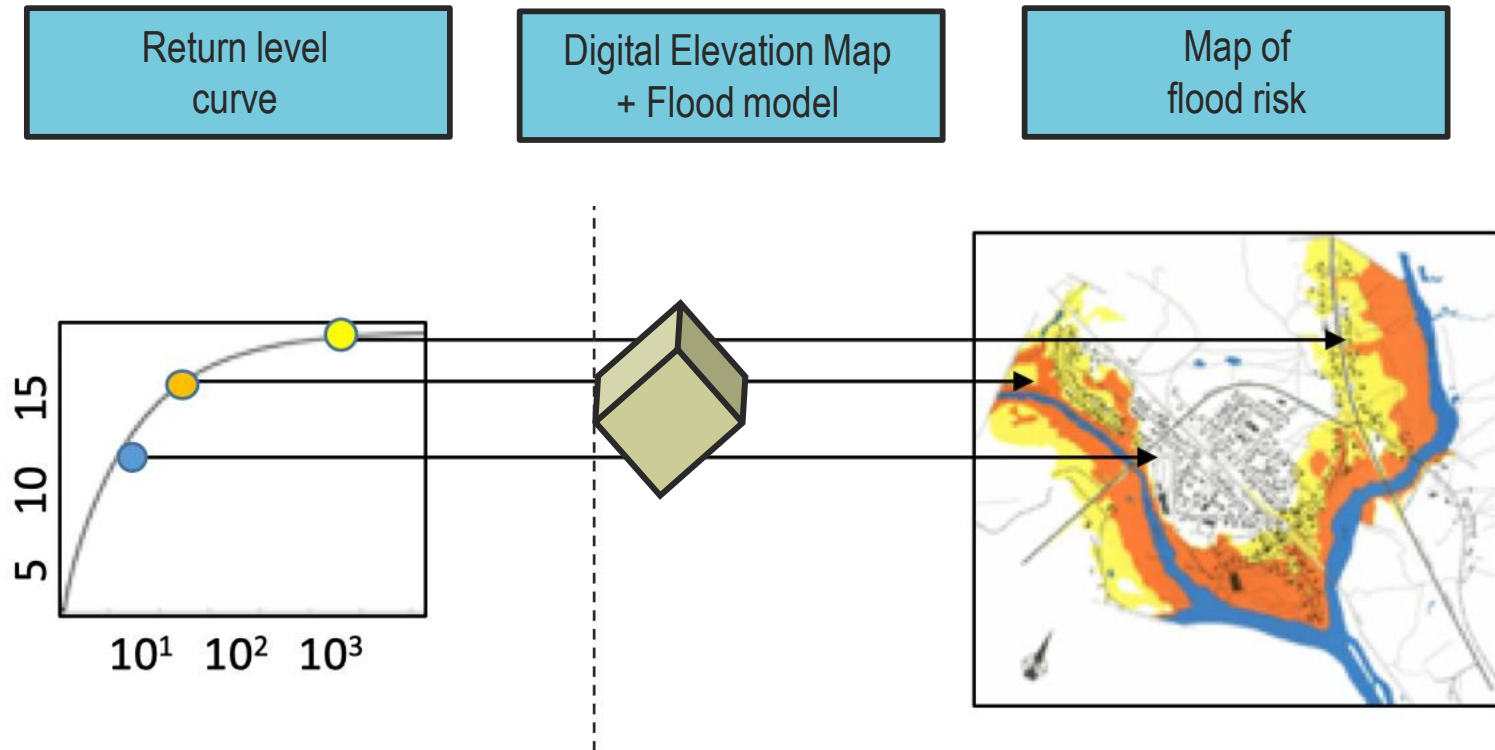 Return level
curve
Digital Elevation Map
+ Flood model
Map of
flood risk
15
10
5
10¹ 10² 10³